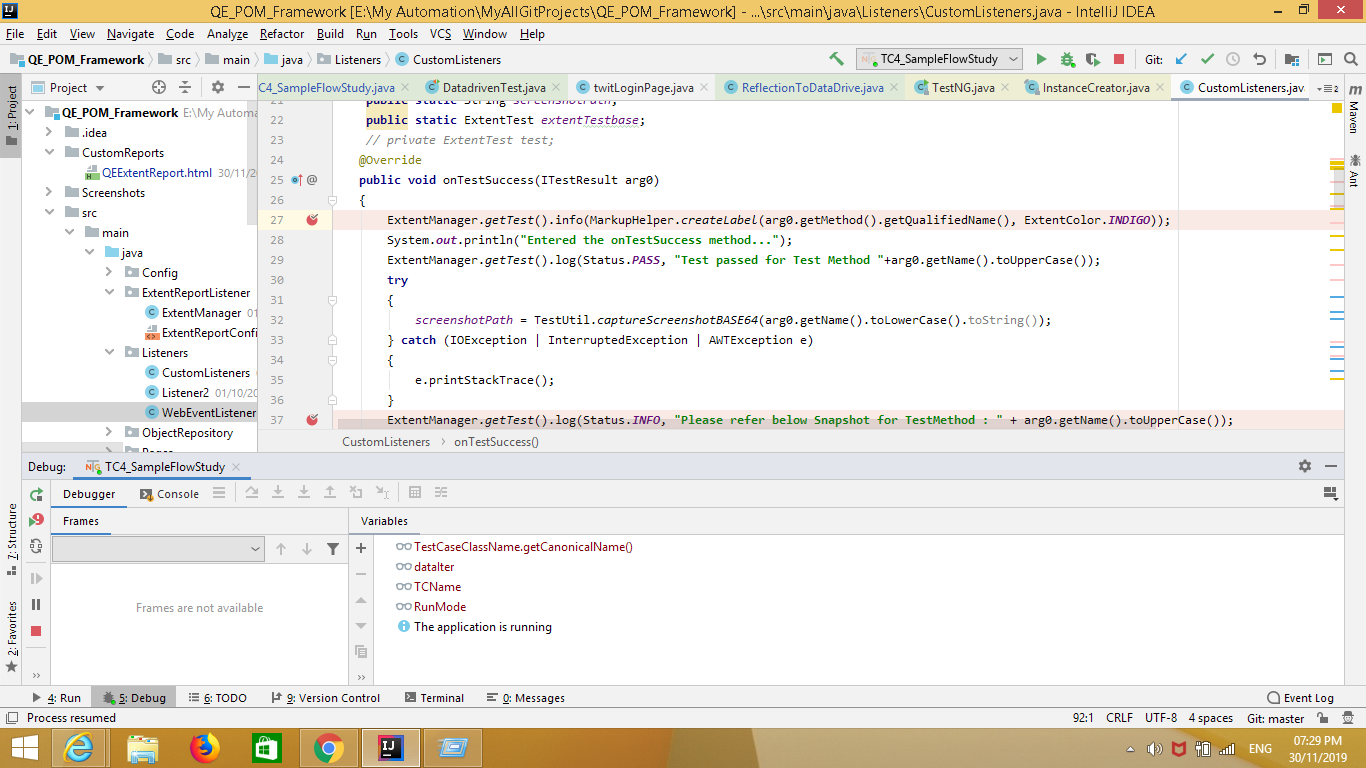 QE_POM_Framework [E:\My Automation\MyAllGitProjects\QE_POM_Framework] - ...\src\main\java\Listeners\CustomListeners.java - IntelliJ IDEA
File Edit View Navigate Code Analyze Refactor Build Run Tools VCS Window Help
QE_POM_Framework src main java Listeners CustomListeners TC4_SampleFlowStudy Git:
1: Project Project TC4_SampleFlowStudy.java DatadrivenTest.java twitLoginPage.java ReflectionToDataDrive.java TestNG.java InstanceCreator.java CustomListeners.java
Maven
Ant
QE_POM_Framework E:\My Automa
.idea
CustomReports
QEExtentReport.html 30/11/2
Screenshots
src
main
java
Config
ExtentReportListener
ExtentManager 01
ExtentReportConfi
Listeners
CustomListeners
Listener2 01/10/20
WebEventListener
ObjectRepository
Pages
21 public static String screenshotPath;
22 public static ExtentTest extentTestbase;
23 // private ExtentTest test;
24 @Override
25 public void onTestSuccess(ITestResult arg0)
26 {
27 ExtentManager.getTest().info(MarkupHelper.createLabel(arg0.getMethod().getQualifiedName(), ExtentColor.INDIGO));
28 System.out.println("Entered the onTestSuccess method...");
29 ExtentManager.getTest().log(Status.PASS, "Test passed for Test Method "+arg0.getName().toUpperCase());
30 try
31 {
32 screenshotPath = TestUtil.captureScreenshotBASE64(arg0.getName().toLowerCase().toString());
33 } catch (IOException | InterruptedException | AWTException e)
34 {
35 e.printStackTrace();
36 }
37 ExtentManager.getTest().log(Status.INFO, "Please refer below Snapshot for TestMethod : " + arg0.getName().toUpperCase());
CustomListeners onTestSuccess()
Debug: TC4_SampleFlowStudy
Debugger Console
Frames Variables
Frames are not available
TestCaseClassName.getCanonicalName()
dataIter
TCName
RunMode
The application is running
7: Structure
2: Favorites
4: Run 5: Debug 6: TODO 9: Version Control Terminal 0: Messages Event Log
Process resumed 92:1 CRLF UTF-8 4 spaces Git: master
ENG 07:29 PM
30/11/2019